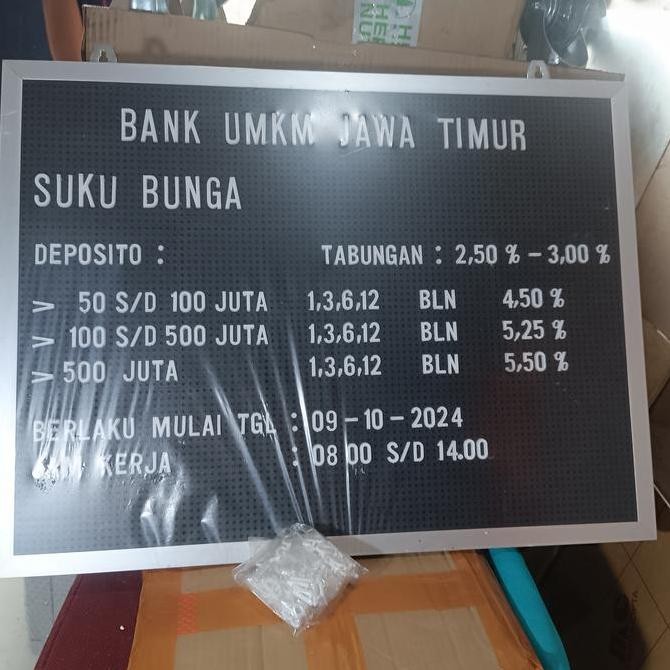 BANK UMKM JAWA TIMUR
SUKU BUNGA
DEPOSITO : TABUNGAN : 2,50 % – 3,00 %
> 50 S/D 100 JUTA 1,3,6,12 BLN 4,50 %
> 100 S/D 500 JUTA 1,3,6,12 BLN 5,25 %
> 500 JUTA 1,3,6,12 BLN 5,50 %
BERLAKU MULAI TGL : 09 – 10 – 2024
JAM KERJA : 08 00 S/D 14.00